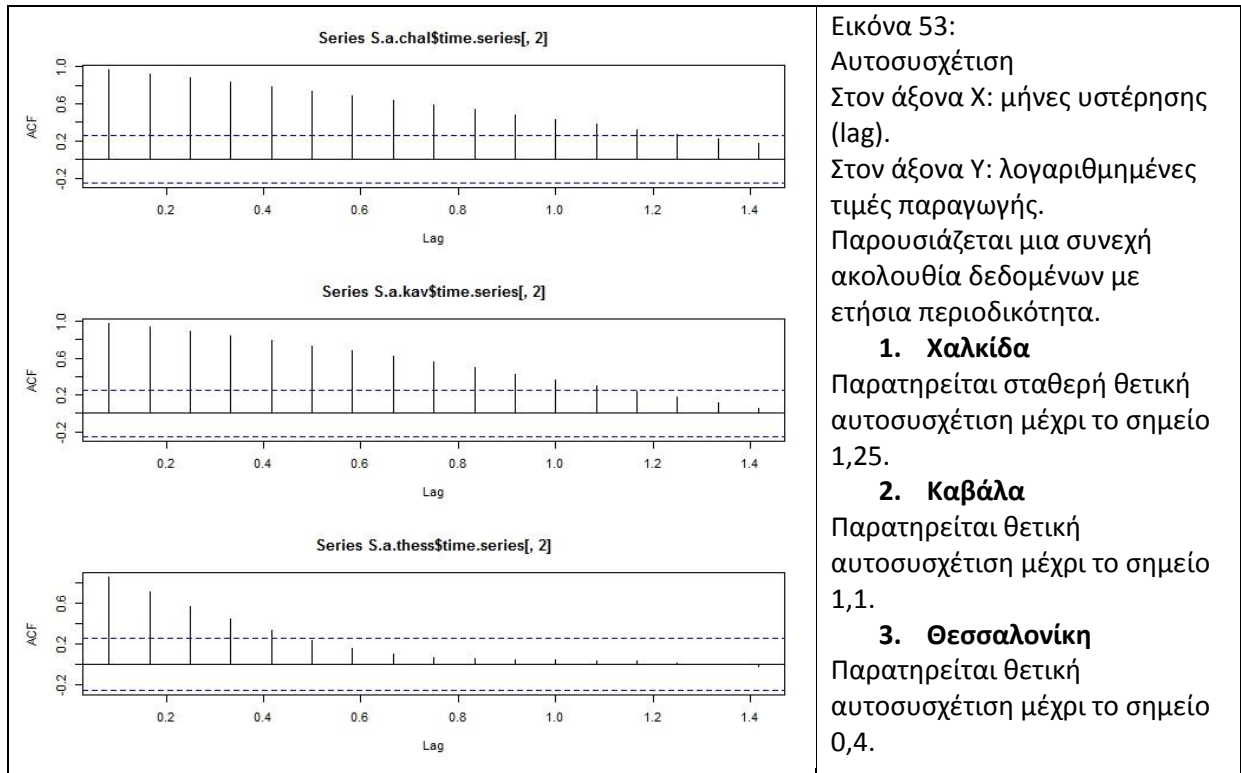 Series S.a.chal$time.series[, 2]
ACF
-0.2 0.2 0.6 1.0
0.2 0.4 0.6 0.8 1.0 1.2 1.4
Lag
Series S.a.kav$time.series[, 2]
ACF
-0.2 0.2 0.6 1.0
0.2 0.4 0.6 0.8 1.0 1.2 1.4
Lag
Series S.a.thess$time.series[, 2]
ACF
-0.2 0.2 0.6
0.2 0.4 0.6 0.8 1.0 1.2 1.4
Lag
Εικόνα 53:
Αυτοσυσχέτιση
Στον άξονα Χ: μήνες υστέρησης
(lag).
Στον άξονα Υ: λογαριθμημένες
τιμές παραγωγής.
Παρουσιάζεται μια συνεχή
ακολουθία δεδομένων με
ετήσια περιοδικότητα.
1. Χαλκίδα
Παρατηρείται σταθερή θετική
αυτοσυσχέτιση μέχρι το σημείο
1,25.
2. Καβάλα
Παρατηρείται θετική
αυτοσυσχέτιση μέχρι το σημείο
1,1.
3. Θεσσαλονίκη
Παρατηρείται θετική
αυτοσυσχέτιση μέχρι το σημείο
0,4.